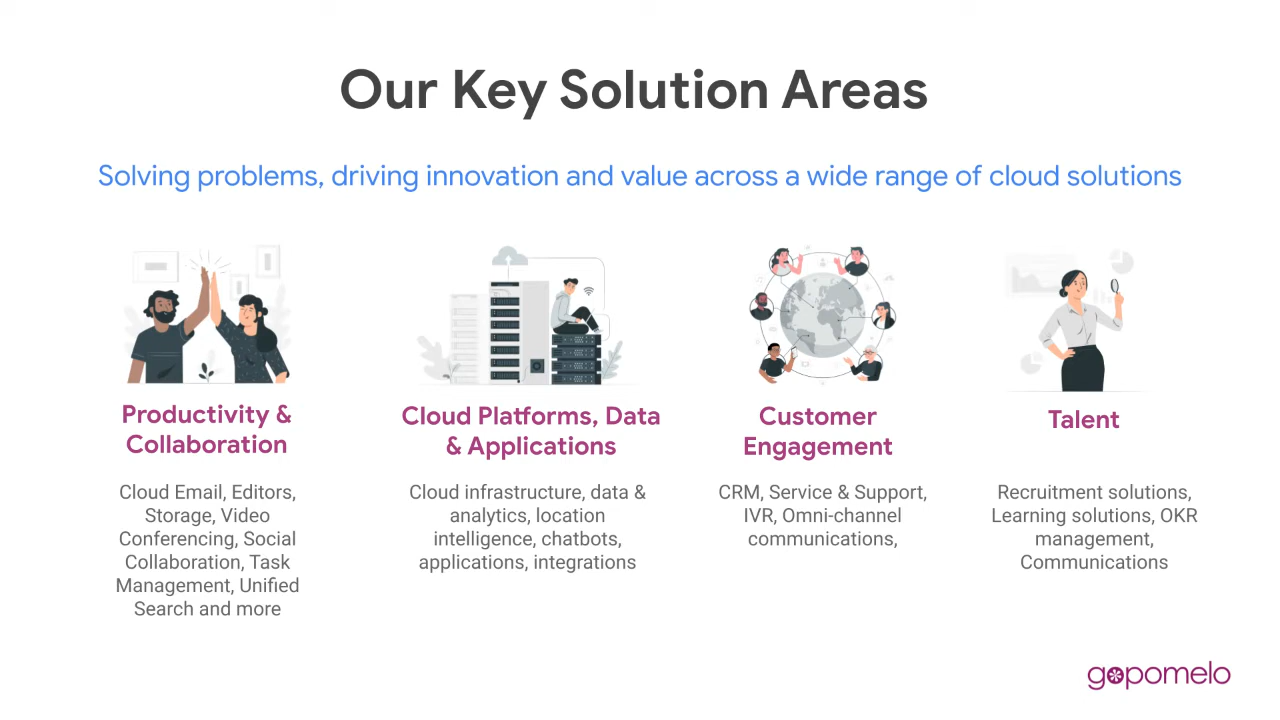 Our Key Solution Areas
Solving problems, driving innovation and value across a wide range of cloud solutions
Productivity &
Collaboration
Cloud Email, Editors,
Storage, Video
Conferencing, Social
Collaboration, Task
Management, Unified
Search and more
Cloud Platforms, Data
& Applications
Cloud infrastructure, data &
analytics, location
intelligence, chatbots,
applications, integrations
Customer
Engagement
CRM, Service & Support,
IVR, Omni-channel
communications,
Talent
Recruitment solutions,
Learning solutions, OKR
management,
Communications
gopomelo